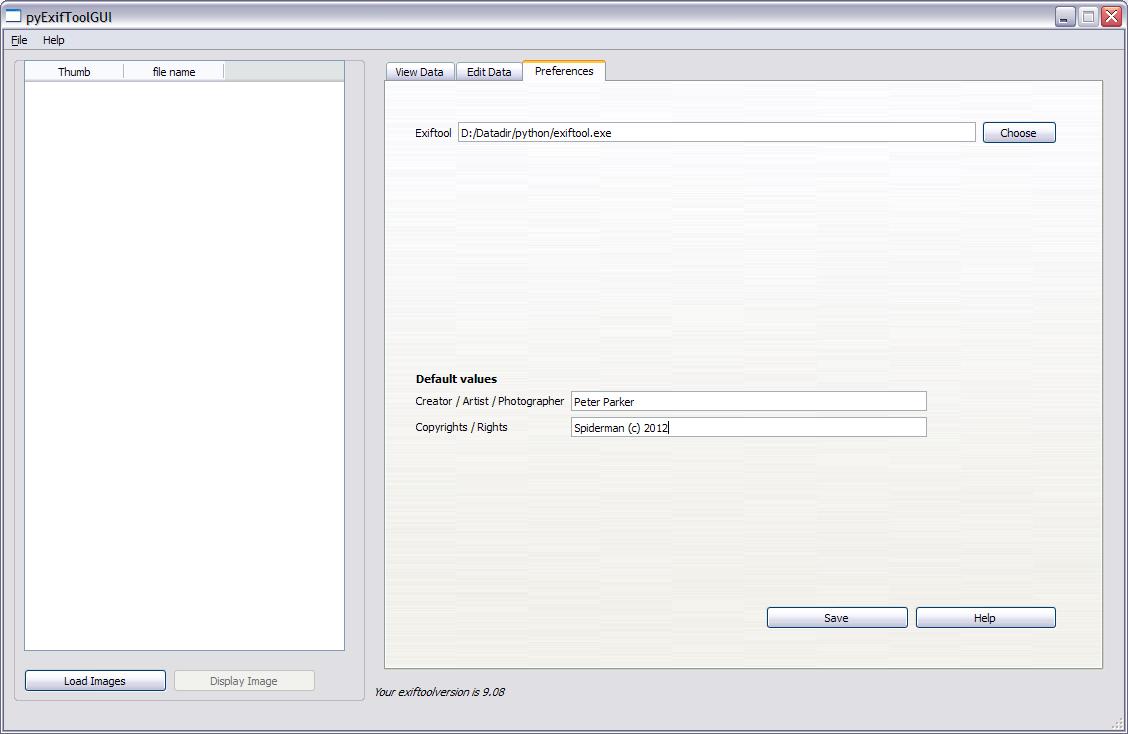 pyExifToolGUI
File Help
Thumb file name
View Data Edit Data Preferences
Exiftool D:/Datadir/python/exiftool.exe Choose
Default values
Creator / Artist / Photographer Peter Parker
Copyrights / Rights Spiderman (c) 2012
Save Help
Load Images Display Image
Your exiftoolversion is 9.08